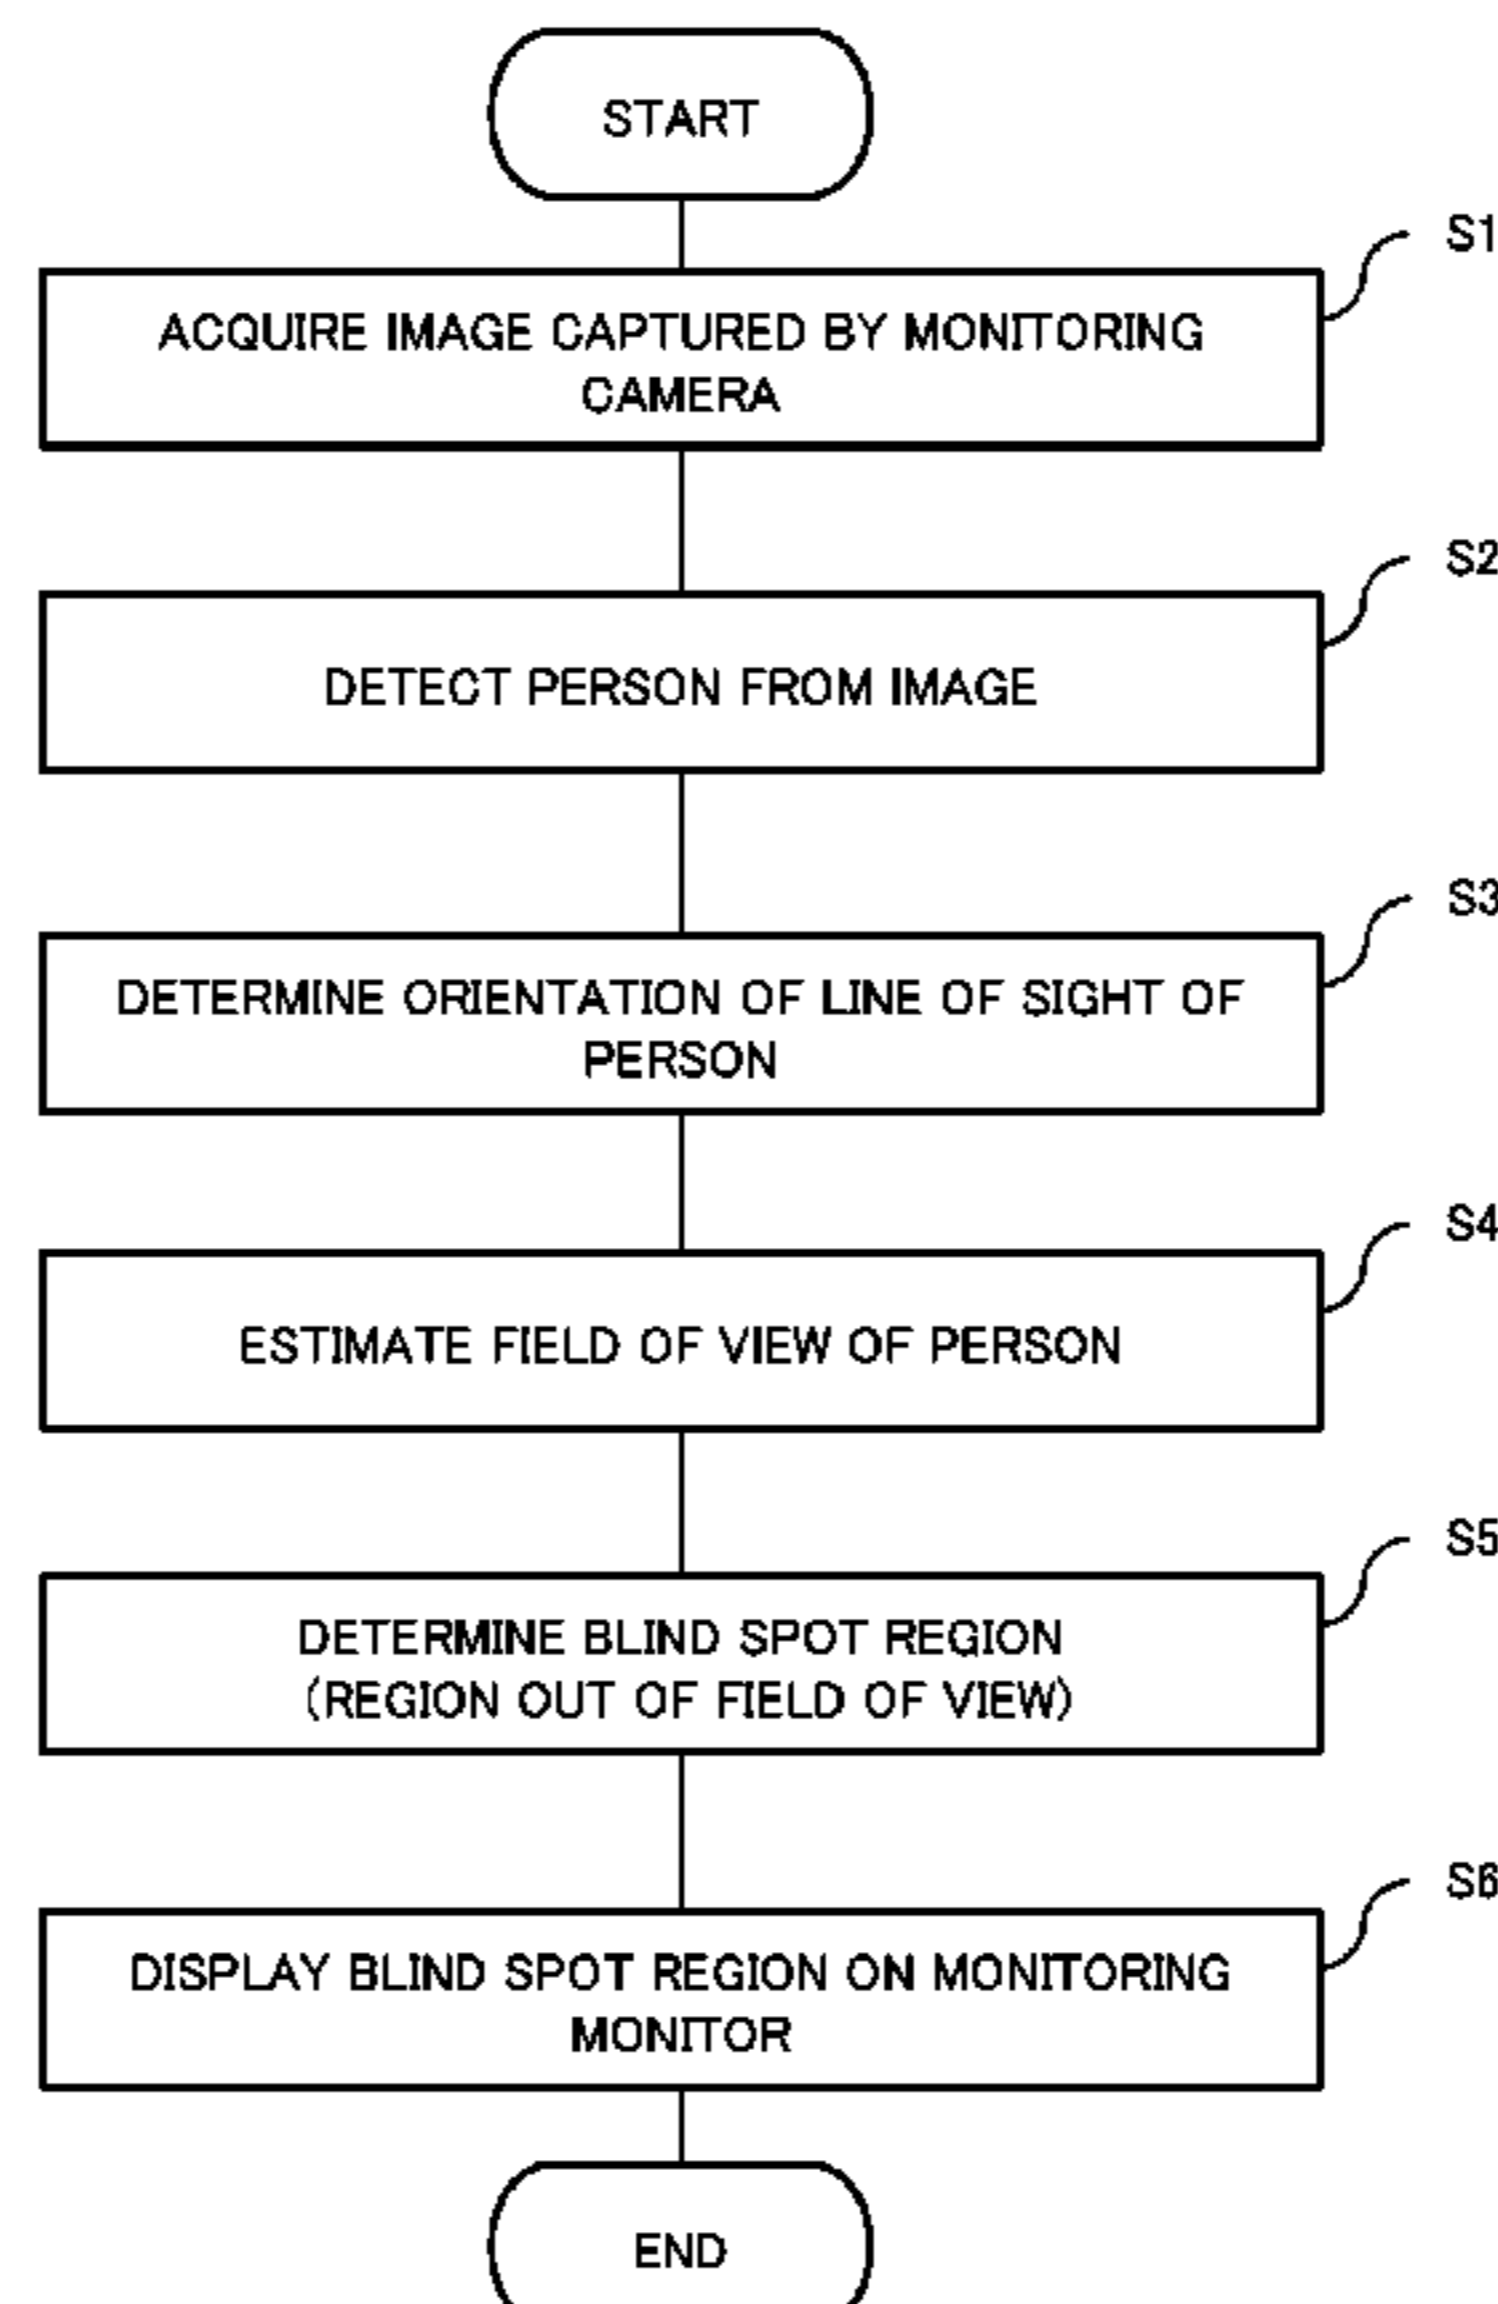 START
S1
ACQUIRE IMAGE CAPTURED BY MONITORING
CAMERA
S2
DETECT PERSON FROM IMAGE
S3
DETERMINE ORIENTATION OF LINE OF SIGHT OF
PERSON
S4
ESTIMATE FIELD OF VIEW OF PERSON
S5
DETERMINE BLIND SPOT REGION
(REGION OUT OF FIELD OF VIEW)
S6
DISPLAY BLIND SPOT REGION ON MONITORING
MONITOR
END